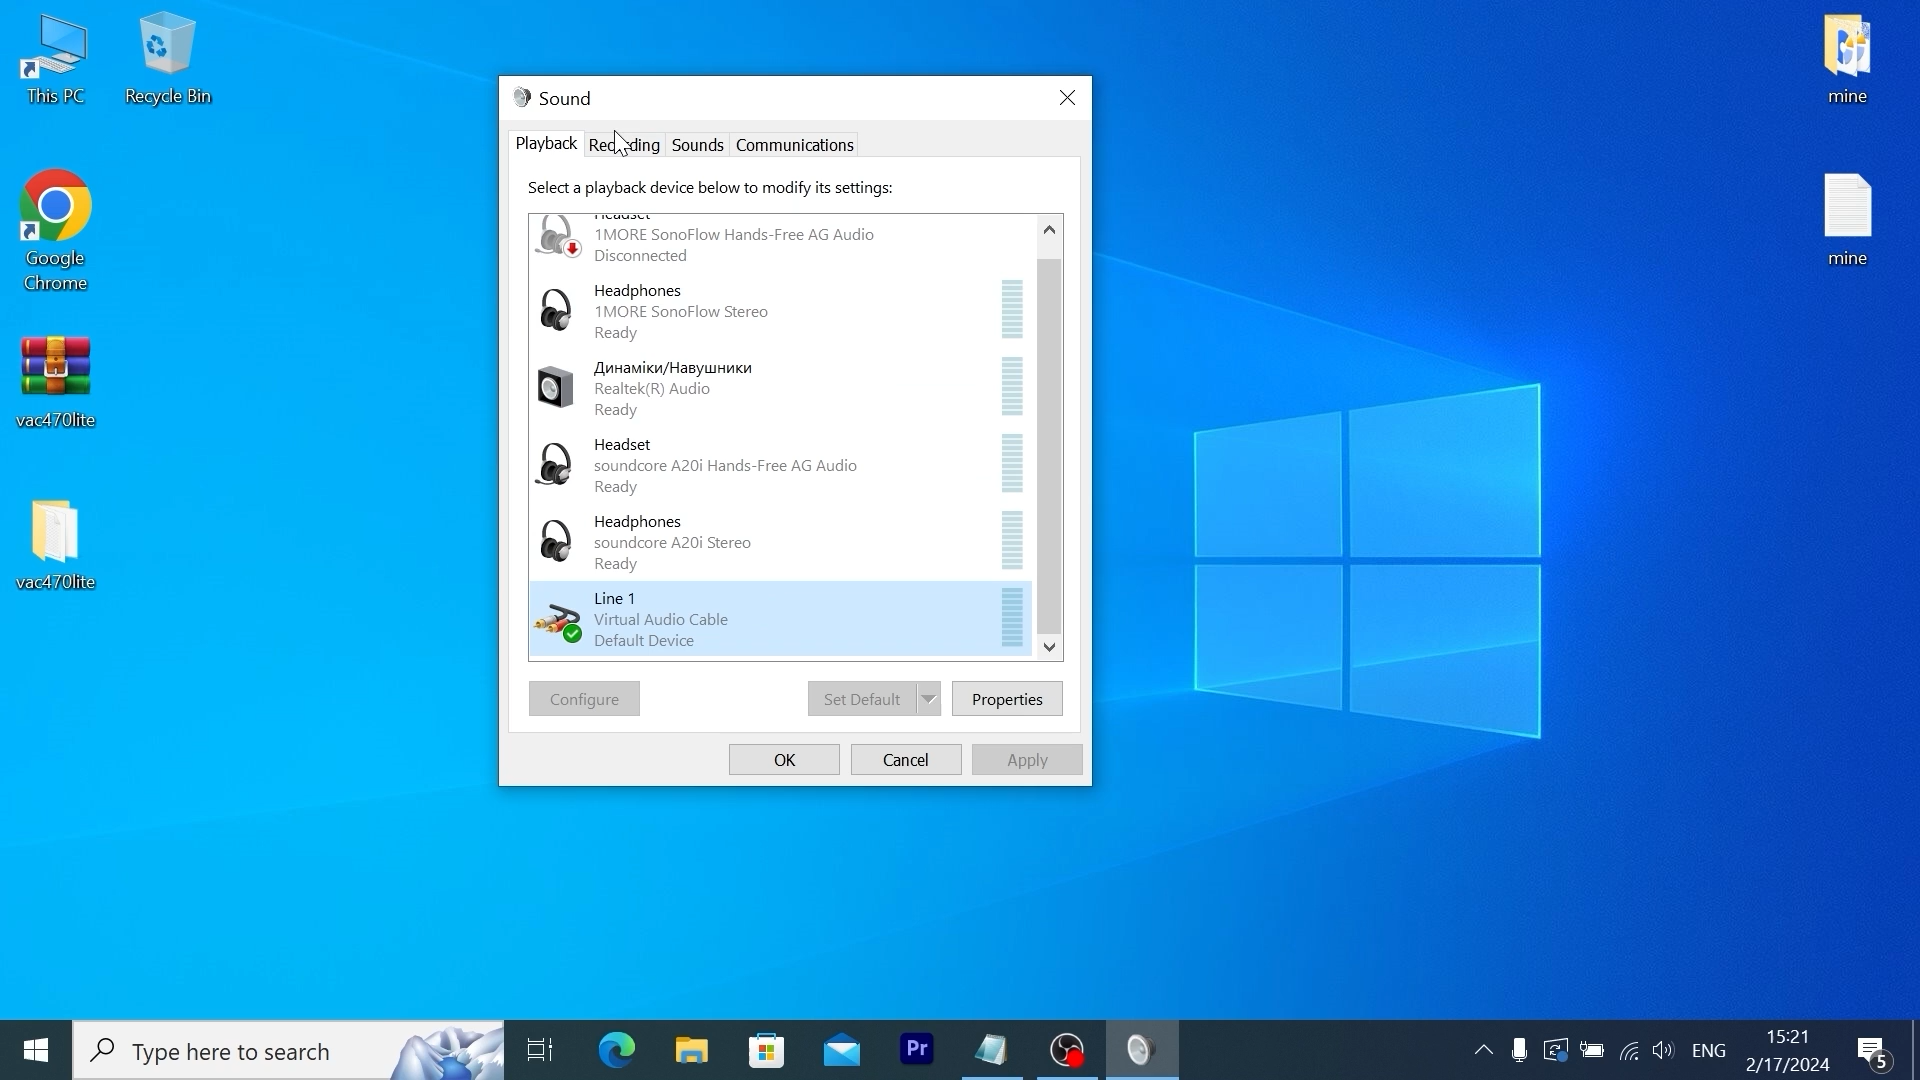 This PC
Recycle Bin
Google
Chrome
vac470lite
vac470lite
mine
mine
Sound
Playback
Recording
Sounds
Communications
Select a playback device below to modify its settings:
Headset
1MORE SonoFlow Hands-Free AG Audio
Disconnected
Headphones
1MORE SonoFlow Stereo
Ready
Динаміки/Навушники
Realtek(R) Audio
Ready
Headset
soundcore A20i Hands-Free AG Audio
Ready
Headphones
soundcore A20i Stereo
Ready
Line 1
Virtual Audio Cable
Default Device
Configure
Set Default
Properties
OK
Cancel
Apply
Type here to search
Pr
ENG
15:21
2/17/2024
5